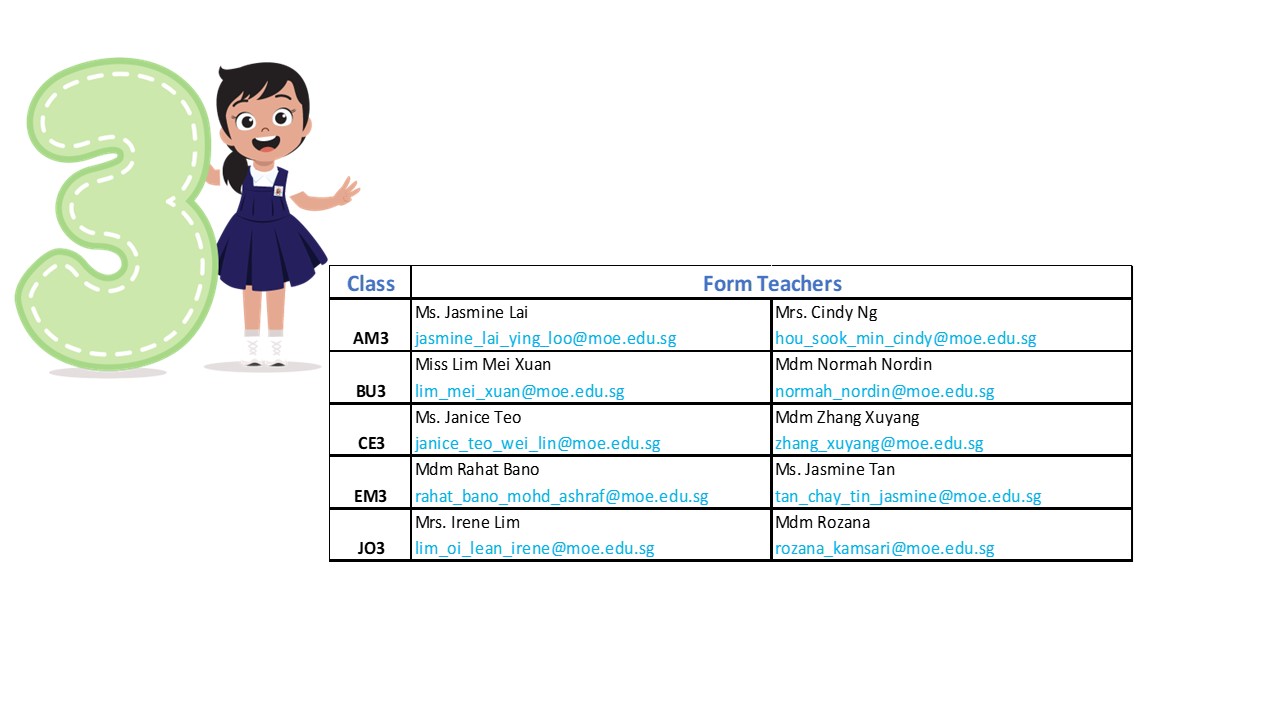 3
Class Form Teachers
Ms. Jasmine Lai Mrs. Cindy Ng
AM3 jasmine_lai_ying_loo@moe.edu.sg hou_sook_min_cindy@moe.edu.sg
Miss Lim Mei Xuan Mdm Normah Nordin
BU3 lim_mei_xuan@moe.edu.sg normah_nordin@moe.edu.sg
Ms. Janice Teo Mdm Zhang Xuyang
CE3 janice_teo_wei_lin@moe.edu.sg zhang_xuyang@moe.edu.sg
Mdm Rahat Bano Ms. Jasmine Tan
EM3 rahat_bano_mohd_ashraf@moe.edu.sg tan_chay_tin_jasmine@moe.edu.sg
Mrs. Irene Lim Mdm Rozana
JO3 lim_oi_lean_irene@moe.edu.sg rozana_kamsari@moe.edu.sg